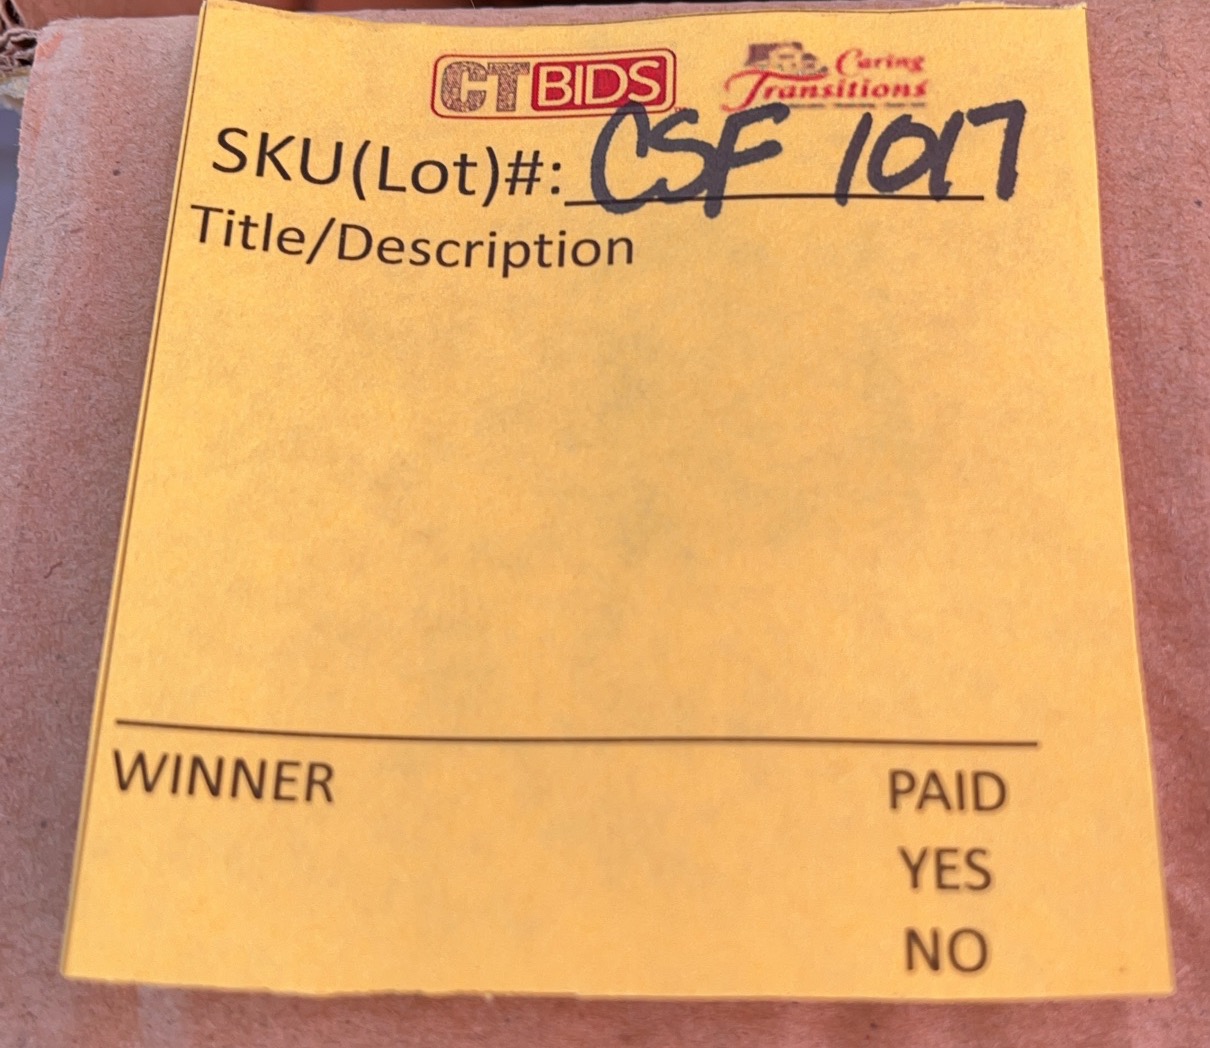 CTBIDS
Caring
Transitions
SKU(Lot)#: CSF 1017
Title/Description
WINNER
PAID
YES
NO